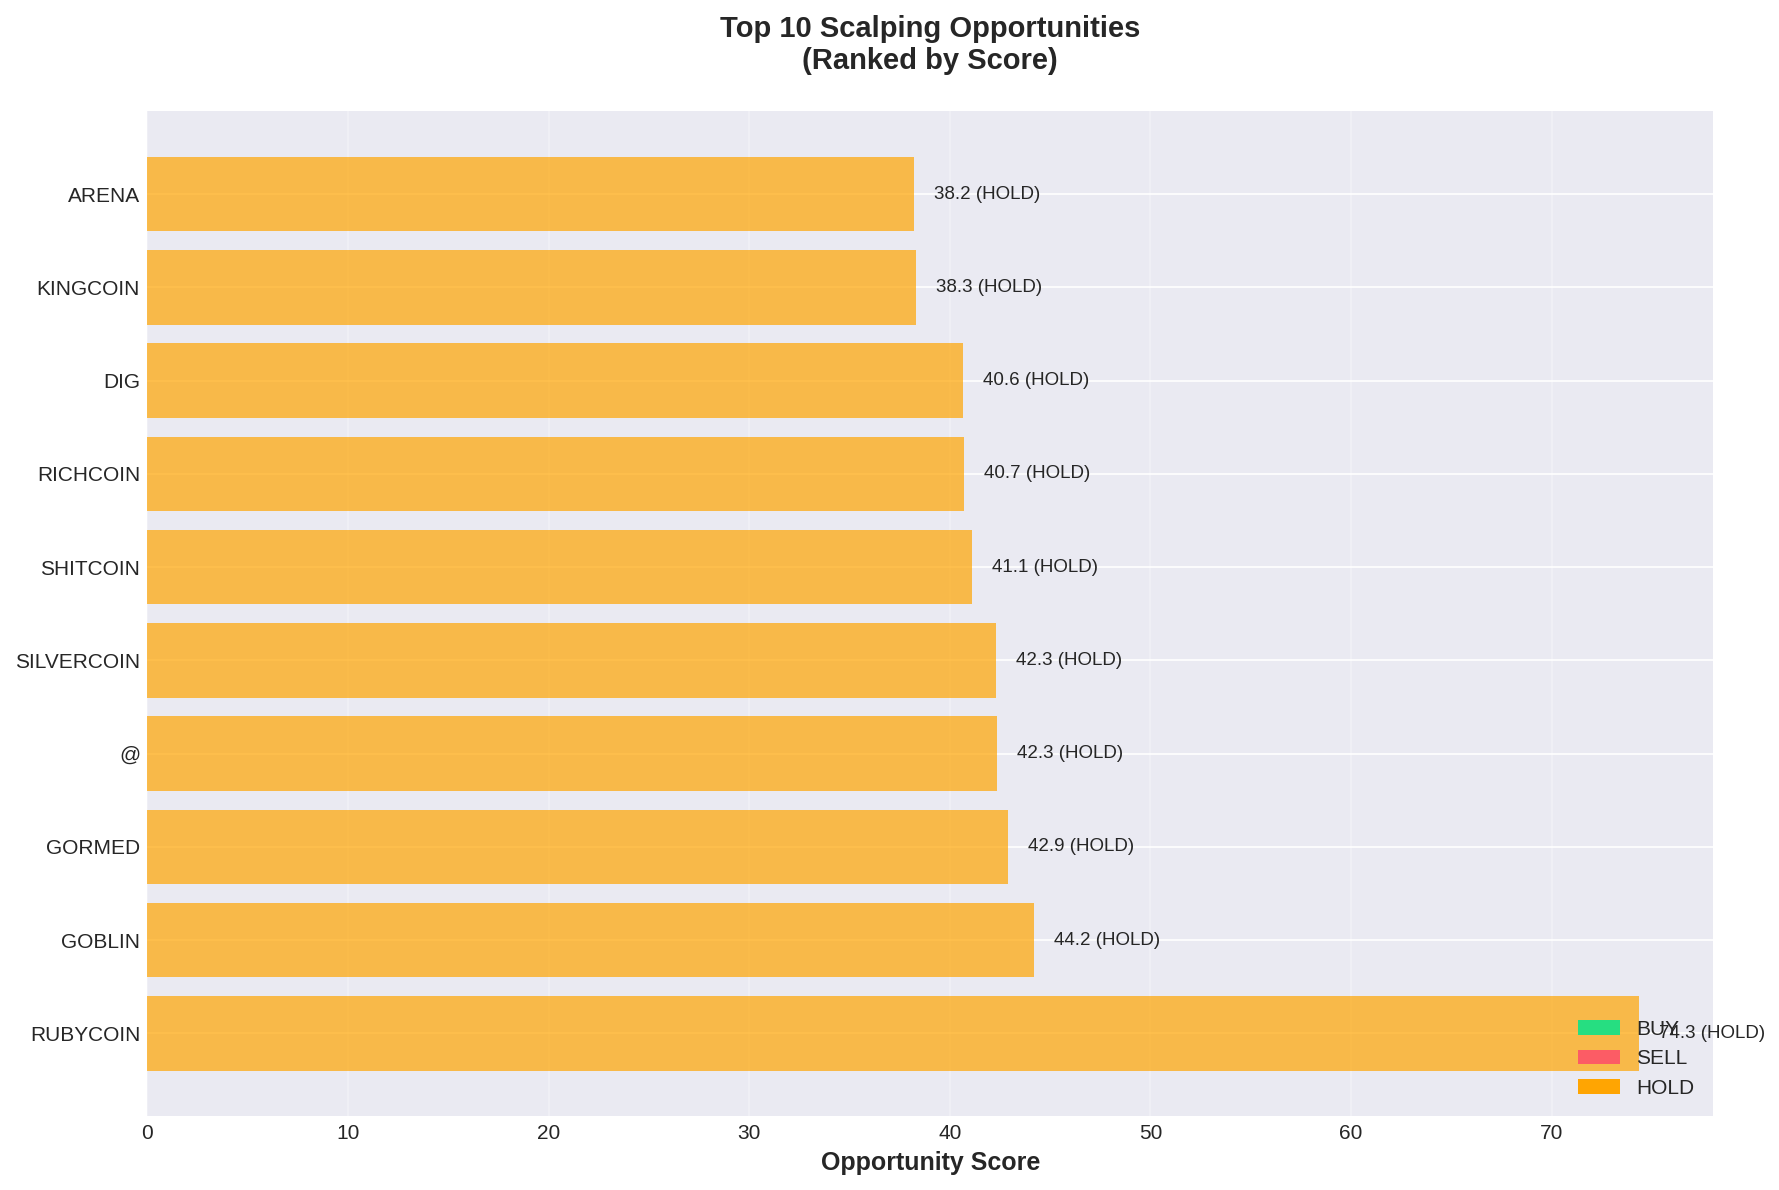 Top 10 Scalping Opportunities
(Ranked by Score)
ARENA 38.2 (HOLD)
KINGCOIN 38.3 (HOLD)
DIG 40.6 (HOLD)
RICHCOIN 40.7 (HOLD)
SHITCOIN 41.1 (HOLD)
SILVERCOIN 42.3 (HOLD)
@ 42.3 (HOLD)
GORMED 42.9 (HOLD)
GOBLIN 44.2 (HOLD)
RUBYCOIN 74.3 (HOLD)
BUY
SELL
HOLD
0 10 20 30 40 50 60 70
Opportunity Score